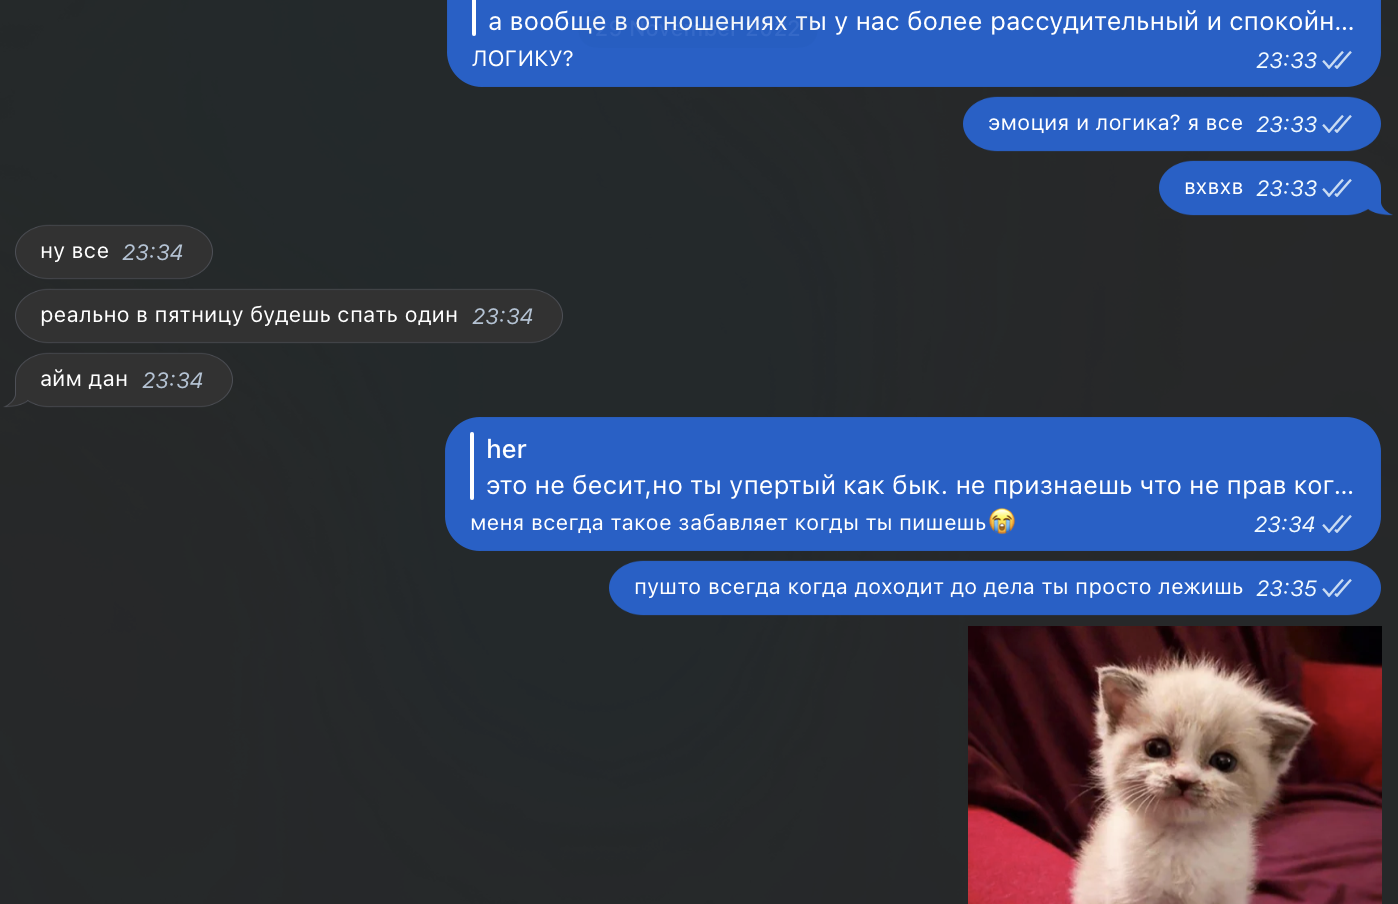 а вообще в отношениях ты у нас более рассудительный и спокойн...
29 November 2022
ЛОГИКУ?
23:33
эмоция и логика? я все 23:33
вхвхв 23:33
ну все 23:34
реально в пятницу будешь спать один 23:34
айм дан 23:34
her
это не бесит,но ты упертый как бык. не признаешь что не прав ког...
меня всегда такое забавляет когды ты пишешь😭 23:34
пушто всегда когда доходит до дела ты просто лежишь 23:35